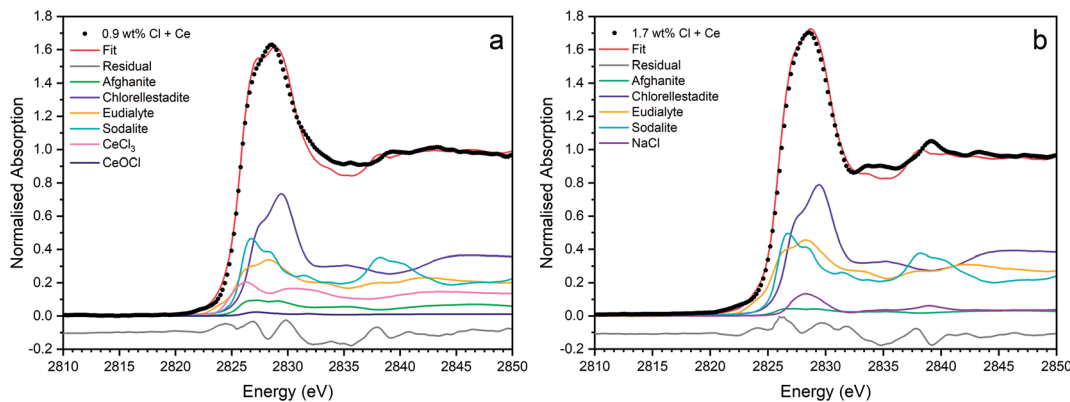 a
0.9 wt% Cl + Ce
Fit
Residual
Afghanite
Chlorellestadite
Eudialyte
Sodalite
CeCl₃
CeOCl
Normalised Absorption
1.8
1.6
1.4
1.2
1.0
0.8
0.6
0.4
0.2
0.0
-0.2
2810 2815 2820 2825 2830 2835 2840 2845 2850
Energy (eV)
b
1.7 wt% Cl + Ce
Fit
Residual
Afghanite
Chlorellestadite
Eudialyte
Sodalite
NaCl
Normalised Absorption
1.8
1.6
1.4
1.2
1.0
0.8
0.6
0.4
0.2
0.0
-0.2
2810 2815 2820 2825 2830 2835 2840 2845 2850
Energy (eV)